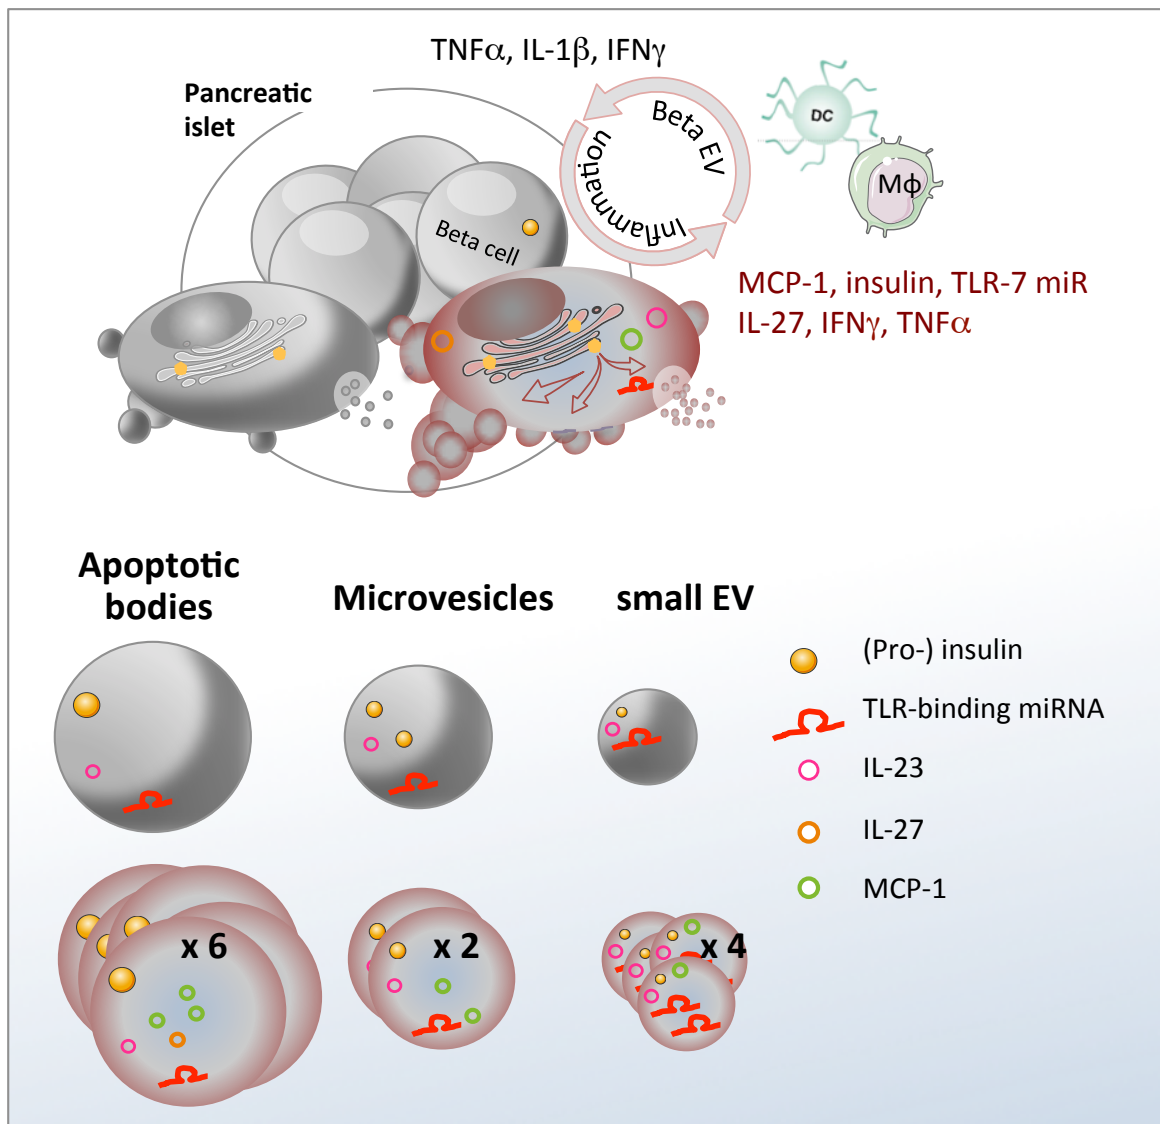 TNFα, IL-1β, IFNγ
Pancreatic
islet
Beta EV
Inflammation
DC
Mϕ
Beta cell
MCP-1, insulin, TLR-7 miR
IL-27, IFNγ, TNFα
Apoptotic
bodies
Microvesicles
small EV
(Pro-) insulin
TLR-binding miRNA
IL-23
IL-27
MCP-1
x 6
x 2
x 4